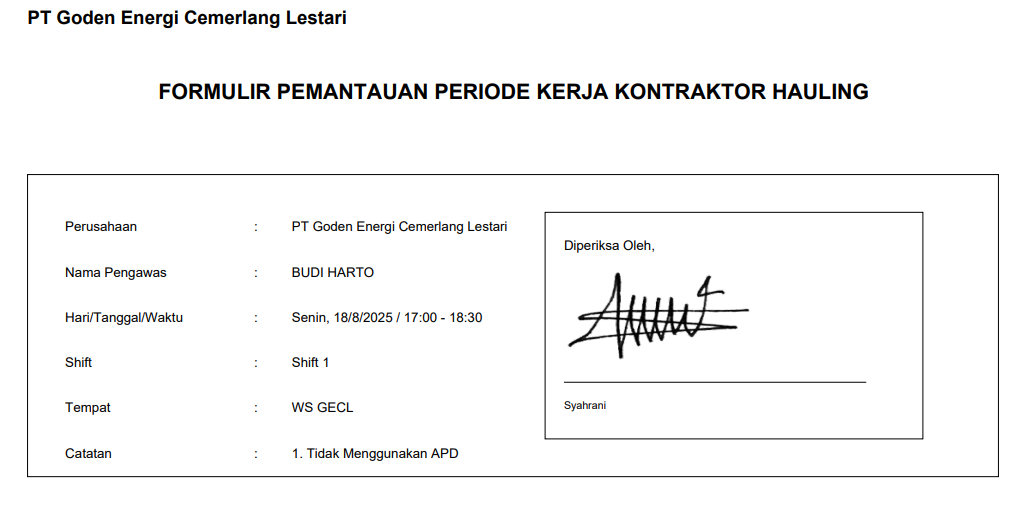 PT Goden Energi Cemerlang Lestari
FORMULIR PEMANTAUAN PERIODE KERJA KONTRAKTOR HAULING
Perusahaan : PT Goden Energi Cemerlang Lestari
Nama Pengawas : BUDI HARTO
Hari/Tanggal/Waktu : Senin, 18/8/2025 / 17:00 - 18:30
Shift : Shift 1
Tempat : WS GECL
Catatan : 1. Tidak Menggunakan APD
Diperiksa Oleh,
Syahrani